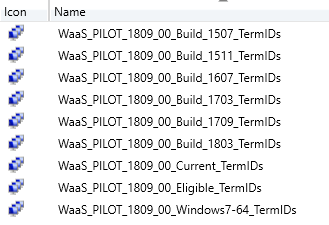 Icon Name
WaaS_PILOT_1809_00_Build_1507_TermIDs
WaaS_PILOT_1809_00_Build_1511_TermIDs
WaaS_PILOT_1809_00_Build_1607_TermIDs
WaaS_PILOT_1809_00_Build_1703_TermIDs
WaaS_PILOT_1809_00_Build_1709_TermIDs
WaaS_PILOT_1809_00_Build_1803_TermIDs
WaaS_PILOT_1809_00_Current_TermIDs
WaaS_PILOT_1809_00_Eligible_TermIDs
WaaS_PILOT_1809_00_Windows7-64_TermIDs